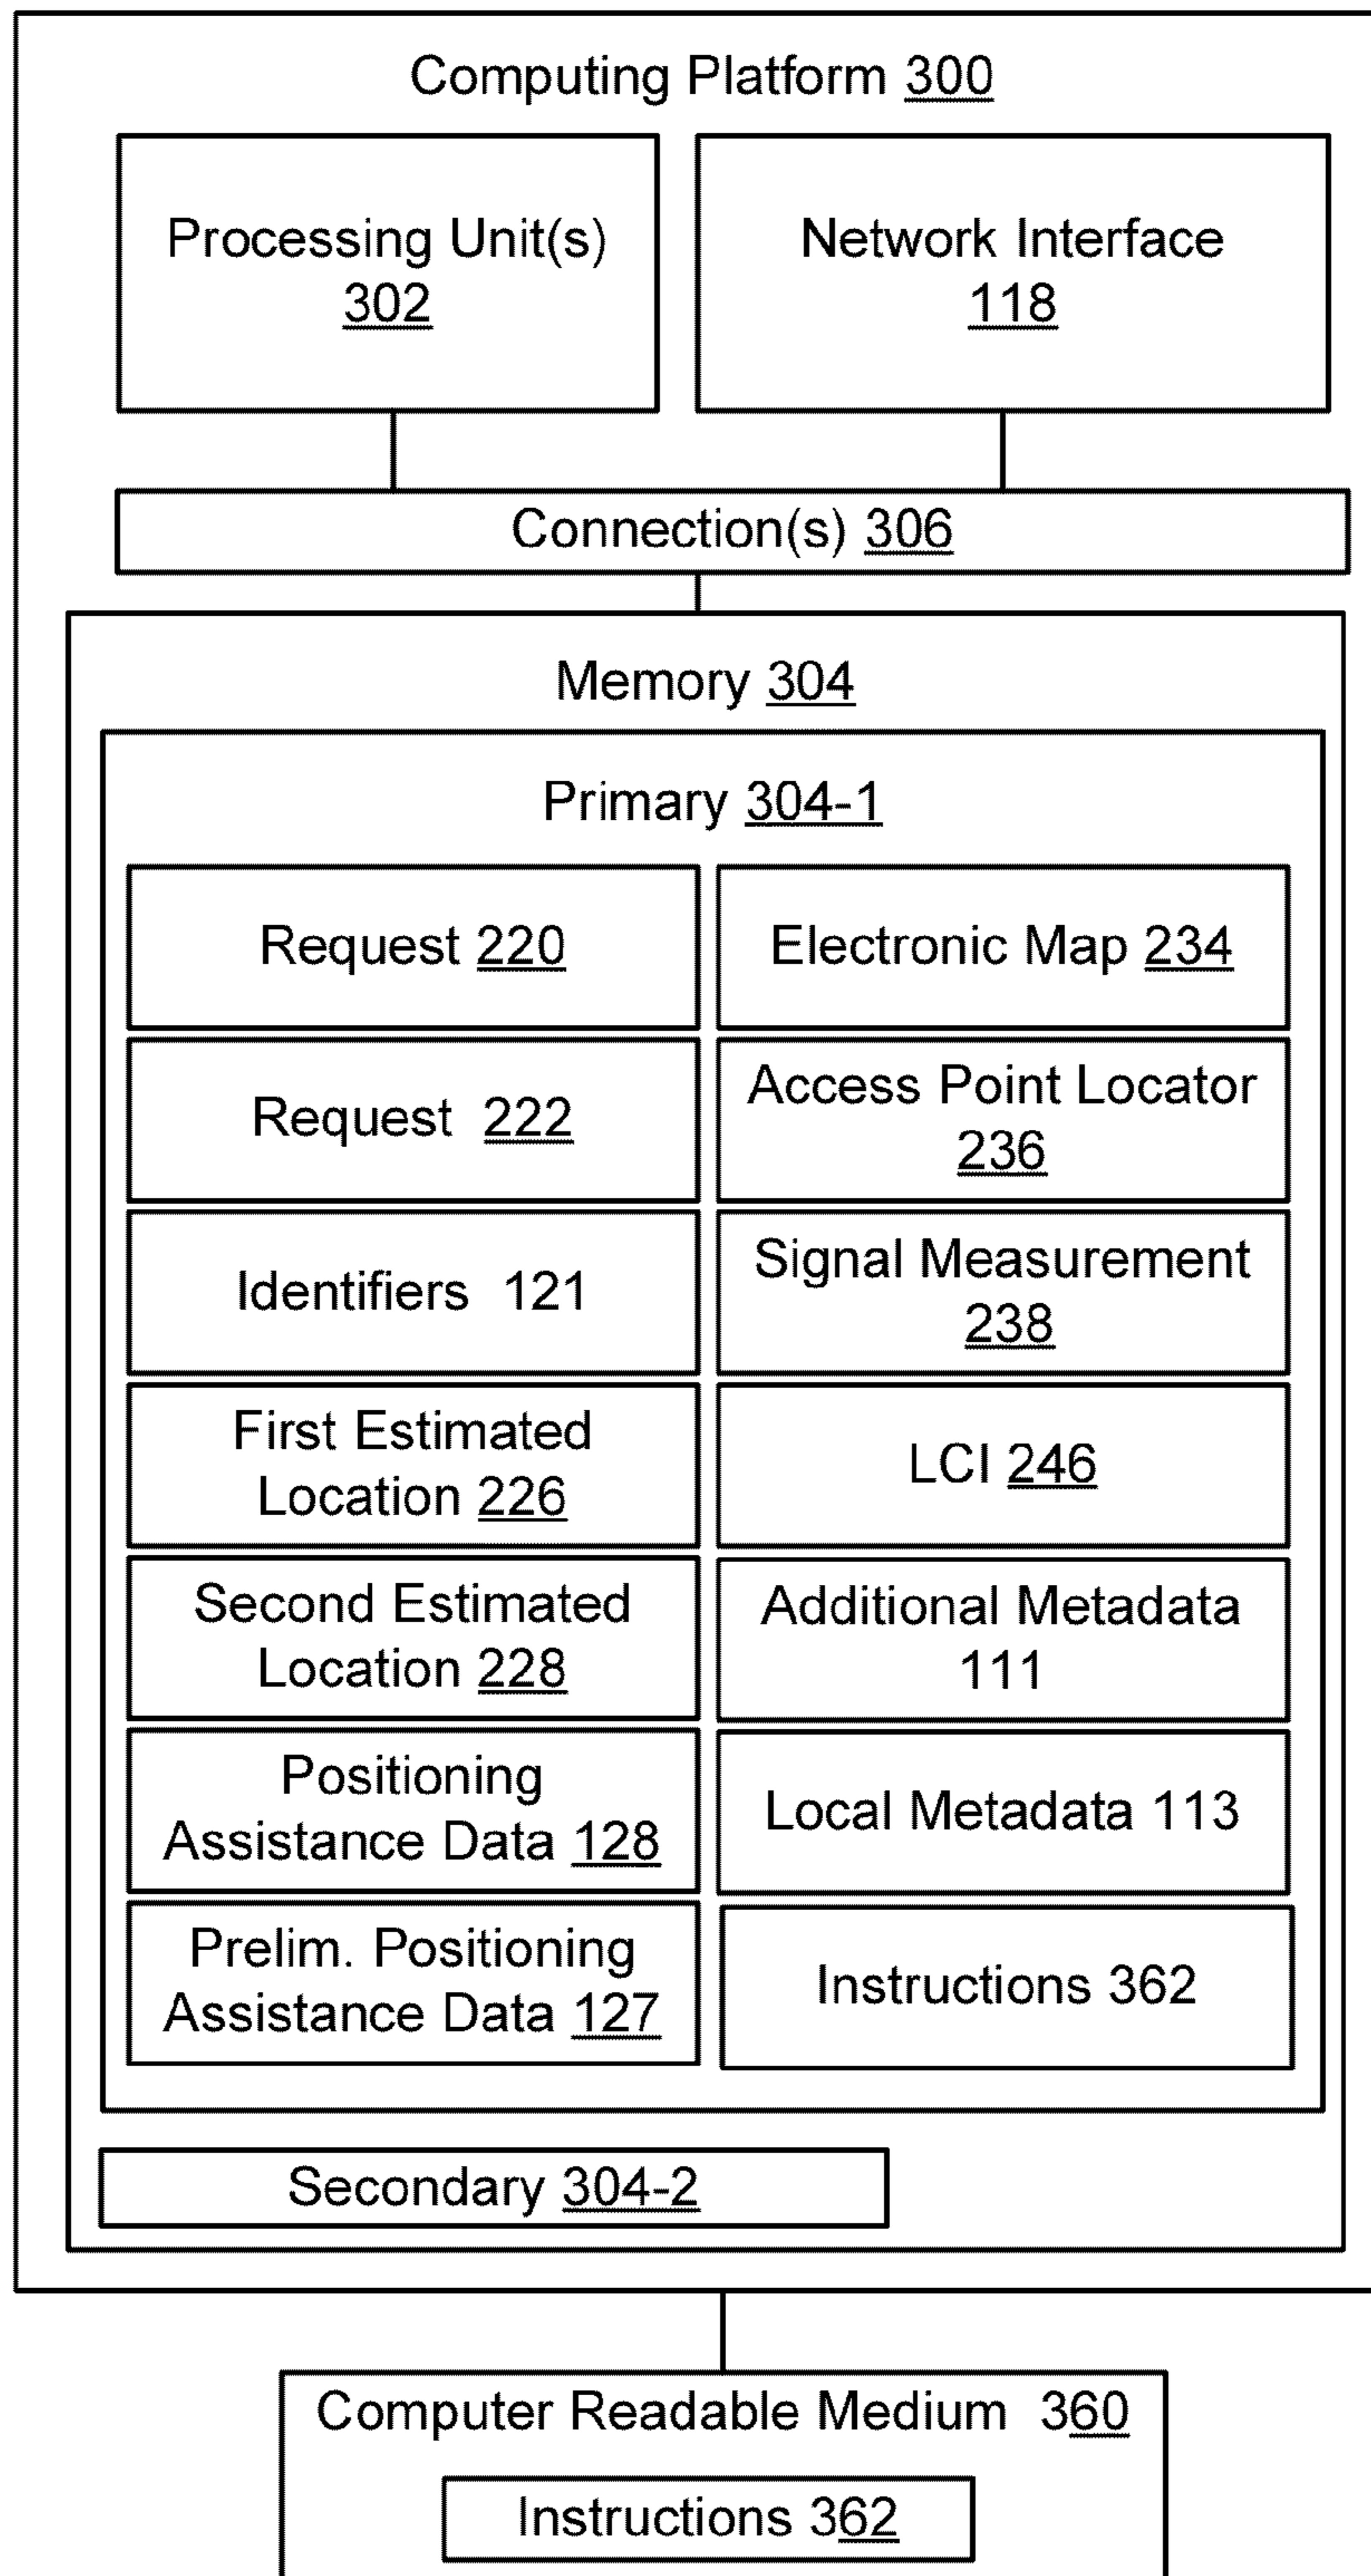 Computing Platform 300
Processing Unit(s)
302
Network Interface
118
Connection(s) 306
Memory 304
Primary 304-1
Request 220
Electronic Map 234
Request 222
Access Point Locator
236
Identifiers 121
Signal Measurement
238
First Estimated
Location 226
LCI 246
Second Estimated
Location 228
Additional Metadata
111
Positioning
Assistance Data 128
Local Metadata 113
Prelim. Positioning
Assistance Data 127
Instructions 362
Secondary 304-2
Computer Readable Medium 360
Instructions 362